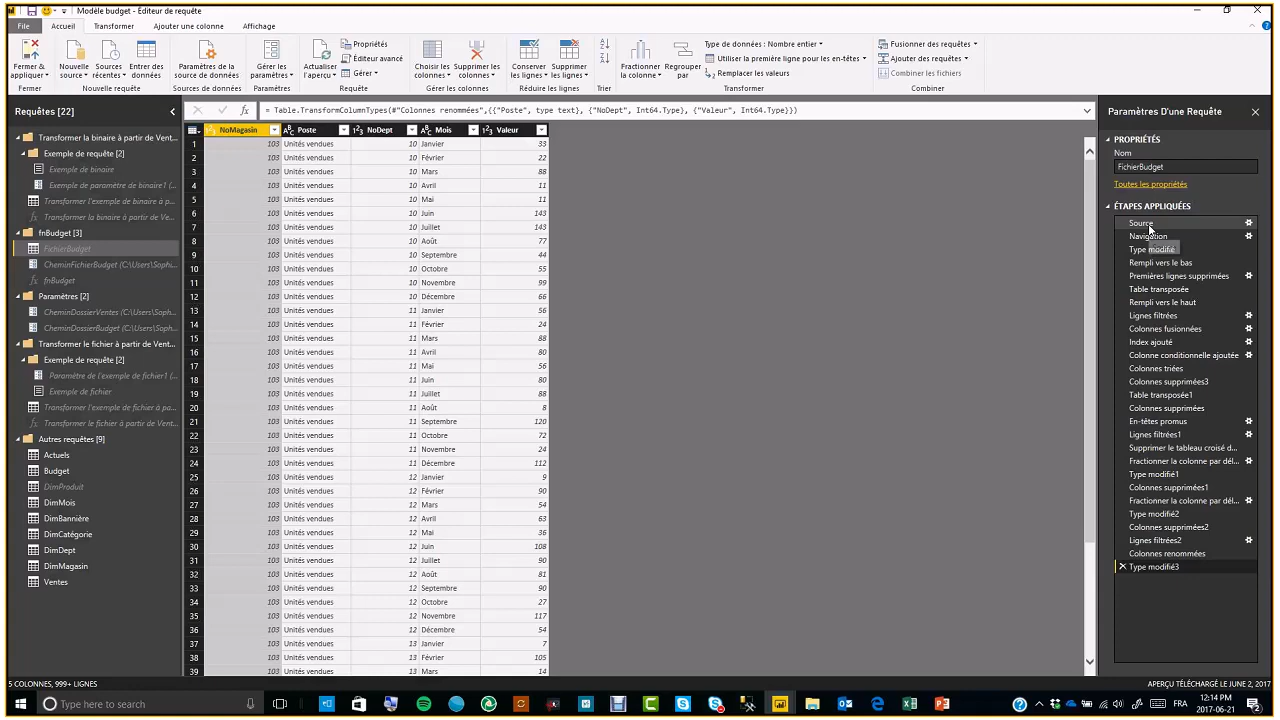 Modèle budget - Éditeur de requête
File
Accueil
Transformer
Ajouter une colonne
Affichage
Fermer &
appliquer
Nouvelle
source
Sources
récentes
Entrer des
données
Paramètres de la
source de données
Gérer les
paramètres
Actualiser
l'aperçu
Propriétés
Éditeur avancé
Gérer
Choisir les
colonnes
Supprimer les
colonnes
Conserver
les lignes
Supprimer
les lignes
Fractionner
la colonne
Regrouper
par
Type de données : Nombre entier
Utiliser la première ligne pour les en-têtes
Remplacer les valeurs
Fusionner des requêtes
Ajouter des requêtes
Combiner les fichiers
Fermer
Nouvelle requête
Sources de données
Paramètres
Requête
Gérer les colonnes
Réduire les lignes
Trier
Transformer
Combiner
Requêtes [22]
= Table.TransformColumnTypes(#"Colonnes renommées",{{"Poste", type text}, {"NoDept", Int64.Type}, {"Valeur", Int64.Type}})
Transformer la binaire à partir de Vent...
Exemple de requête [2]
Exemple de binaire
Exemple de paramètre de binaire1 (...
Transformer l'exemple de binaire à p...
Transformer la binaire à partir de Ve...
fnBudget [3]
FichierBudget
CheminFichierBudget (C:\Users\Sophi...
fnBudget
Paramètres [2]
CheminDossierVentes (C:\Users\Soph...
CheminDossierBudget (C:\Users\Soph...
Transformer le fichier à partir de Vent...
Exemple de requête [2]
Paramètre de l'exemple de fichier1 (...
Exemple de fichier
Transformer l'exemple de fichier à pa...
Transformer le fichier à partir de Vent...
Autres requêtes [9]
Actuels
Budget
DimProduit
DimMois
DimBannière
DimCatégorie
DimDept
DimMagasin
Ventes
NoMagasin Poste NoDept Mois Valeur
1 103 Unités vendues 10 Janvier 33
2 103 Unités vendues 10 Février 22
3 103 Unités vendues 10 Mars 88
4 103 Unités vendues 10 Avril 11
5 103 Unités vendues 10 Mai 11
6 103 Unités vendues 10 Juin 143
7 103 Unités vendues 10 Juillet 143
8 103 Unités vendues 10 Août 77
9 103 Unités vendues 10 Septembre 44
10 103 Unités vendues 10 Octobre 55
11 103 Unités vendues 10 Novembre 99
12 103 Unités vendues 10 Décembre 66
13 103 Unités vendues 11 Janvier 56
14 103 Unités vendues 11 Février 24
15 103 Unités vendues 11 Mars 88
16 103 Unités vendues 11 Avril 80
17 103 Unités vendues 11 Mai 56
18 103 Unités vendues 11 Juin 80
19 103 Unités vendues 11 Juillet 88
20 103 Unités vendues 11 Août 8
21 103 Unités vendues 11 Septembre 120
22 103 Unités vendues 11 Octobre 72
23 103 Unités vendues 11 Novembre 24
24 103 Unités vendues 11 Décembre 112
25 103 Unités vendues 12 Janvier 9
26 103 Unités vendues 12 Février 90
27 103 Unités vendues 12 Mars 54
28 103 Unités vendues 12 Avril 63
29 103 Unités vendues 12 Mai 36
30 103 Unités vendues 12 Juin 108
31 103 Unités vendues 12 Juillet 90
32 103 Unités vendues 12 Août 81
33 103 Unités vendues 12 Septembre 90
34 103 Unités vendues 12 Octobre 27
35 103 Unités vendues 12 Novembre 117
36 103 Unités vendues 12 Décembre 54
37 103 Unités vendues 13 Janvier 7
38 103 Unités vendues 13 Février 105
39 103 Unités vendues 13 Mars 14
Paramètres D'une Requête
PROPRIÉTÉS
Nom
FichierBudget
Toutes les propriétés
ÉTAPES APPLIQUÉES
Source
Navigation
Type modifié
Rempli vers le bas
Premières lignes supprimées
Table transposée
Rempli vers le haut
Lignes filtrées
Colonnes fusionnées
Index ajouté
Colonne conditionnelle ajoutée
Colonnes triées
Colonnes supprimées3
Table transposée1
Colonnes supprimées
En-têtes promus
Lignes filtrées1
Supprimer le tableau croisé d...
Fractionner la colonne par dél...
Type modifié1
Colonnes supprimées1
Fractionner la colonne par dél...
Type modifié2
Colonnes supprimées2
Lignes filtrées2
Colonnes renommées
Type modifié3
5 COLONNES, 999+ LIGNES
APERÇU TÉLÉCHARGÉ LE JUNE 2, 2017
Type here to search
FRA
12:14 PM
2017-06-21